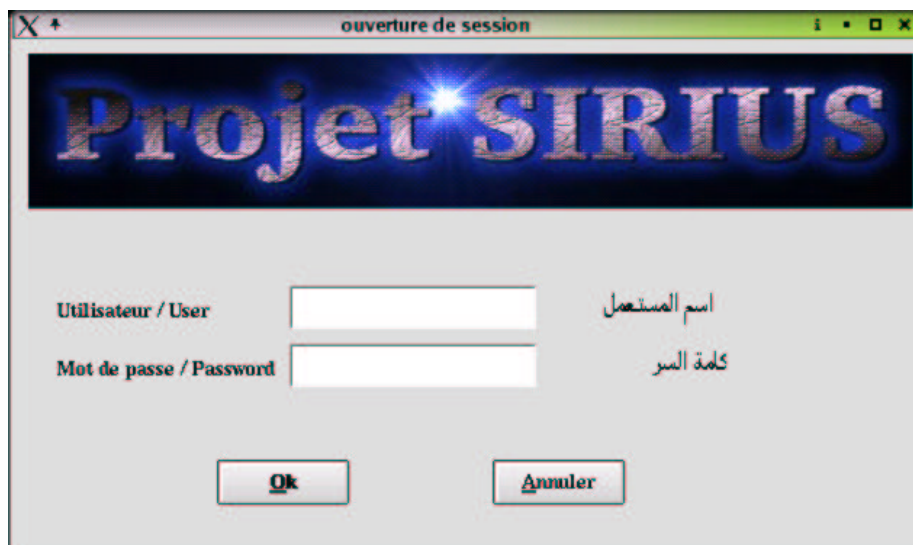 ouverture de session
Projet SIRIUS
Utilisateur / User اسم المستعمل
Mot de passe / Password كلمة السر
Ok Annuler